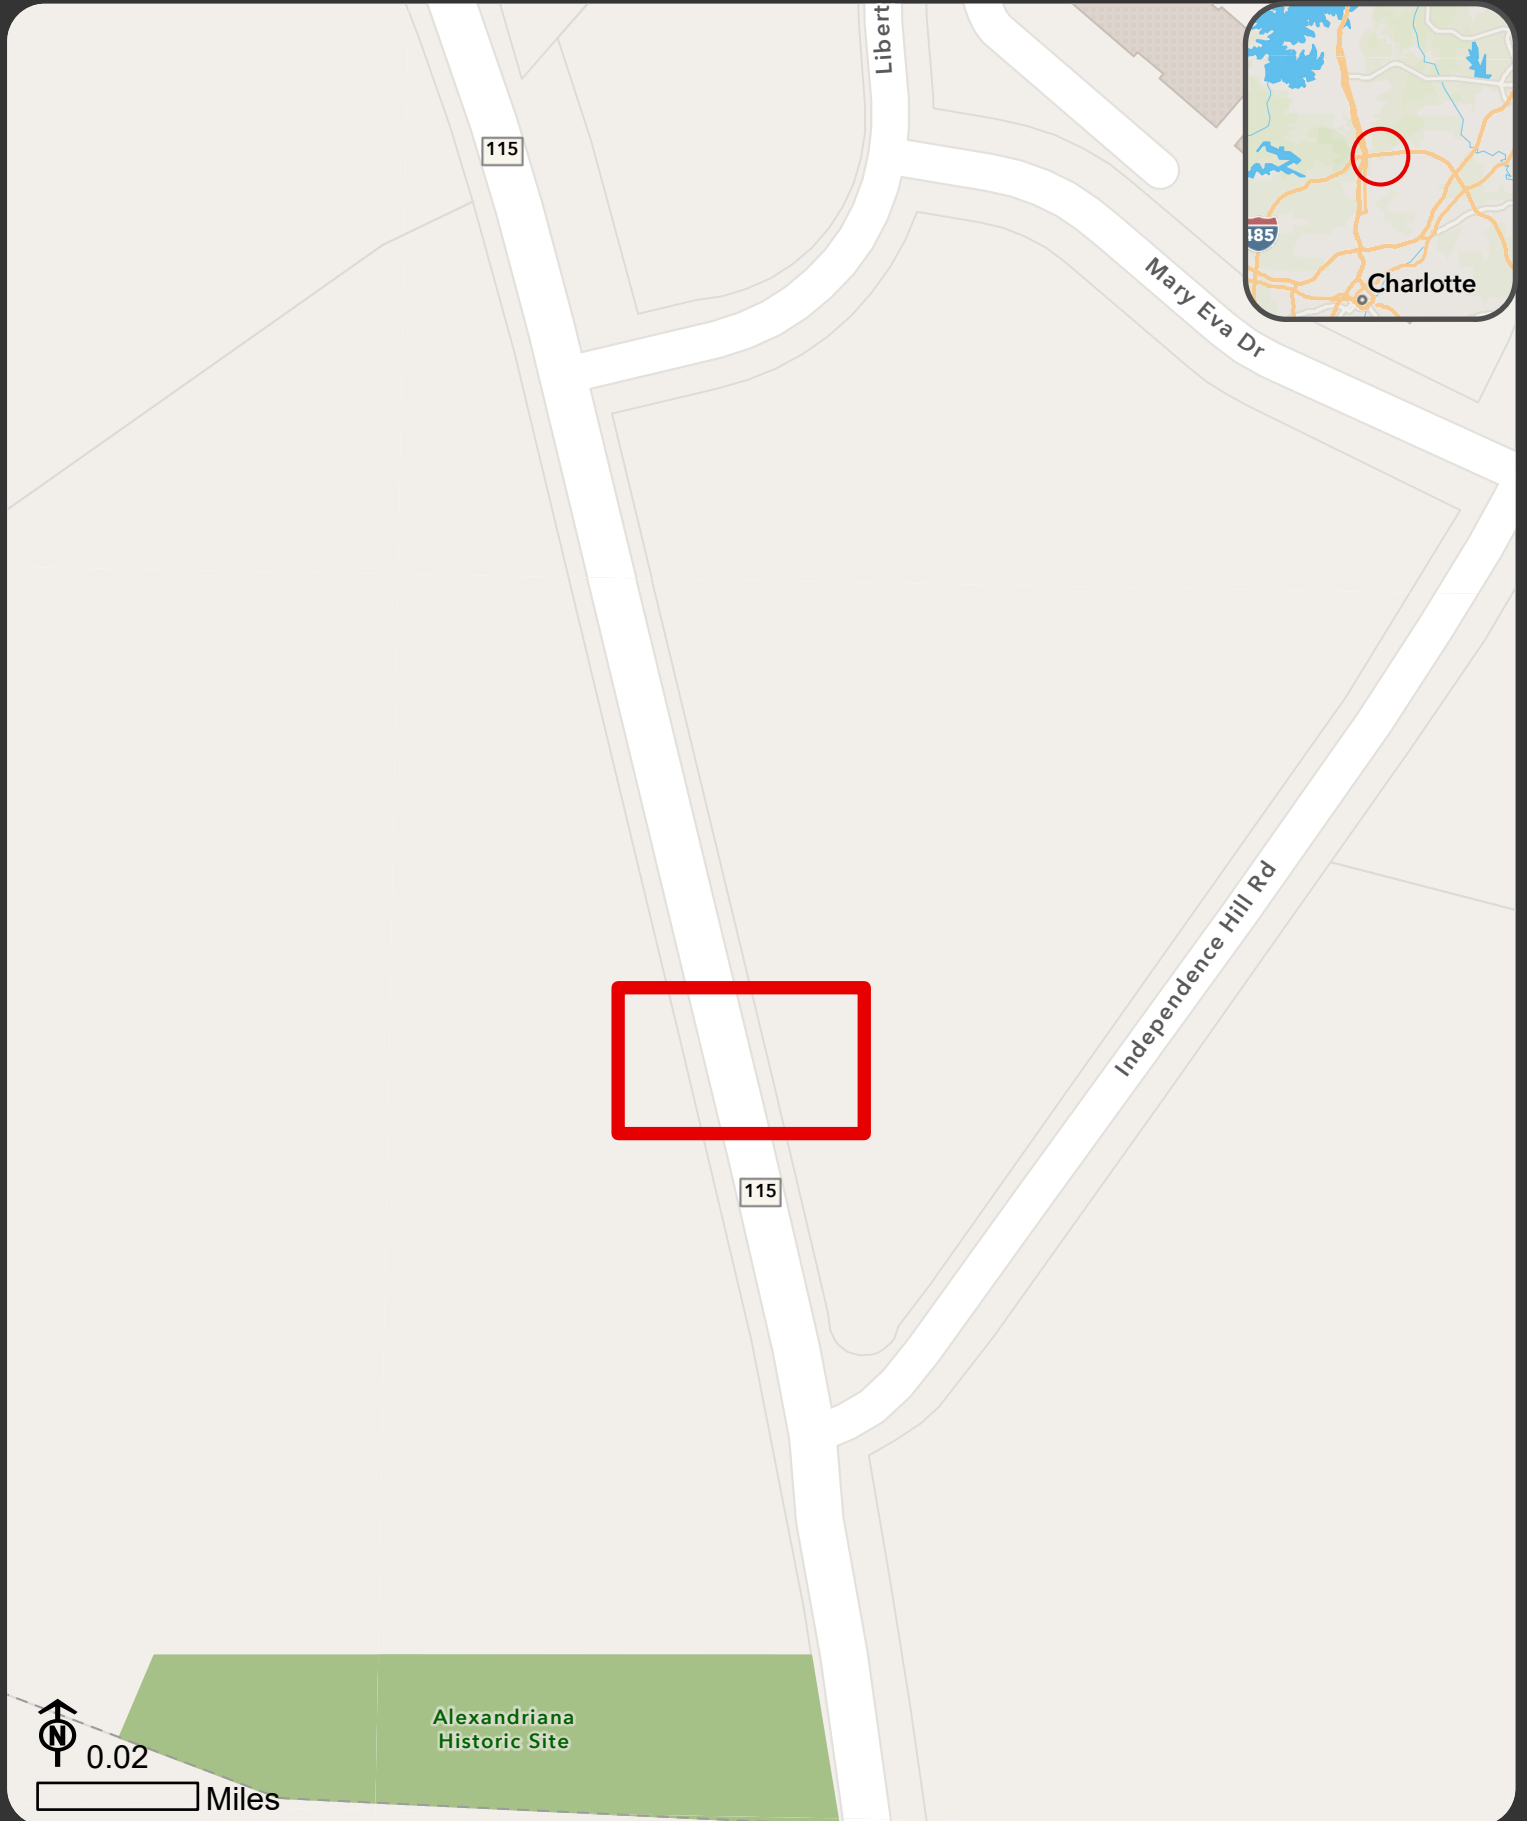 Libert
115
485
Charlotte
Mary Eva Dr
Independence Hill Rd
115
Alexandriana
Historic Site
N
0.02
Miles